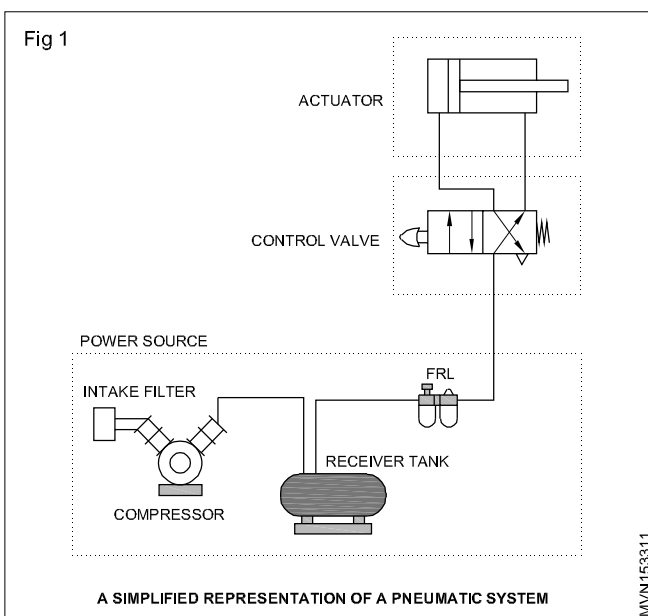 Fig 1
ACTUATOR
CONTROL VALVE
POWER SOURCE
FRL
INTAKE FILTER
RECEIVER TANK
COMPRESSOR
A SIMPLIFIED REPRESENTATION OF A PNEUMATIC SYSTEM
MVN153311